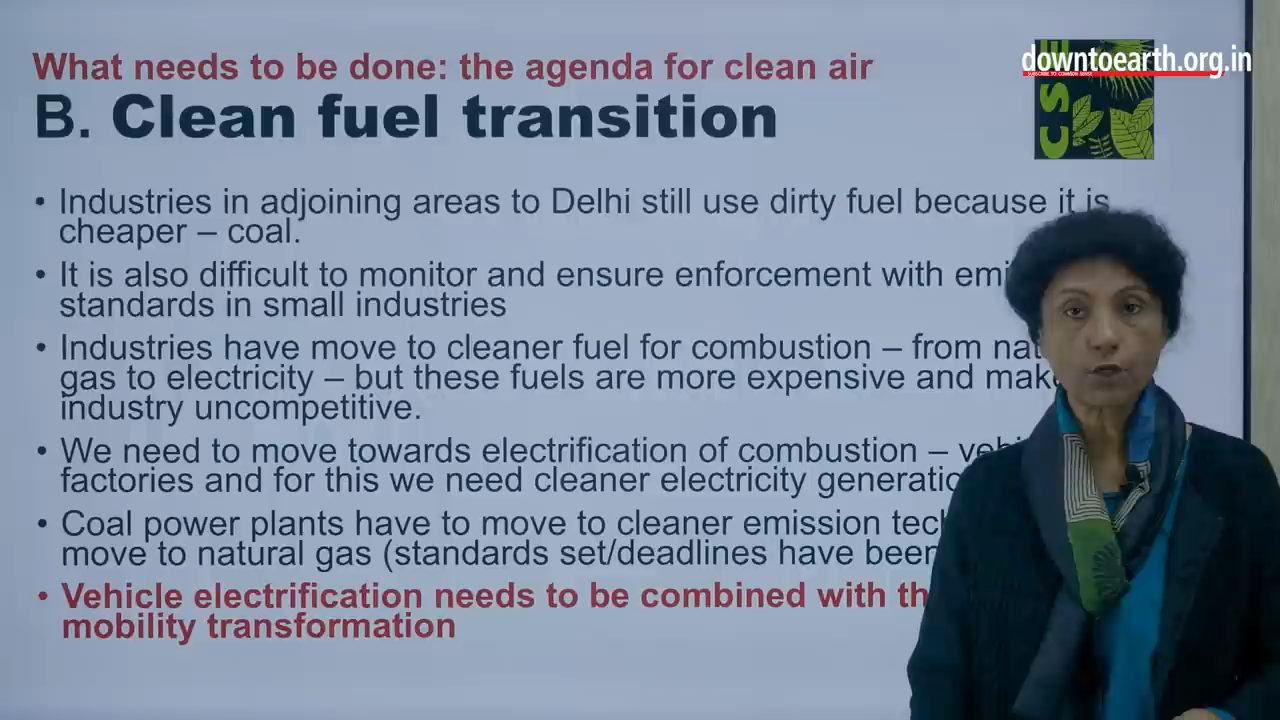 What needs to be done: the agenda for clean air
downtoearth.org.in
SUBSCRIBE TO COMMON SENSE
B. Clean fuel transition
CSE
• Industries in adjoining areas to Delhi still use dirty fuel because it is
cheaper – coal.
• It is also difficult to monitor and ensure enforcement with emi
standards in small industries
• Industries have move to cleaner fuel for combustion – from nat
gas to electricity – but these fuels are more expensive and make
industry uncompetitive.
• We need to move towards electrification of combustion – vehi
factories and for this we need cleaner electricity generatio
• Coal power plants have to move to cleaner emission tec
move to natural gas (standards set/deadlines have been
• Vehicle electrification needs to be combined with th
mobility transformation